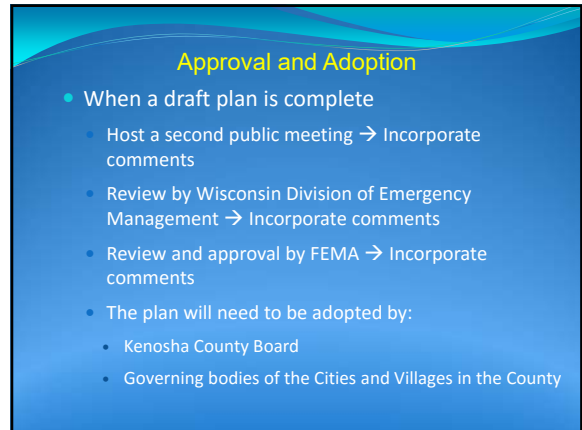 Approval and Adoption
• When a draft plan is complete
• Host a second public meeting → Incorporate
comments
• Review by Wisconsin Division of Emergency
Management → Incorporate comments
• Review and approval by FEMA → Incorporate
comments
• The plan will need to be adopted by:
• Kenosha County Board
• Governing bodies of the Cities and Villages in the County